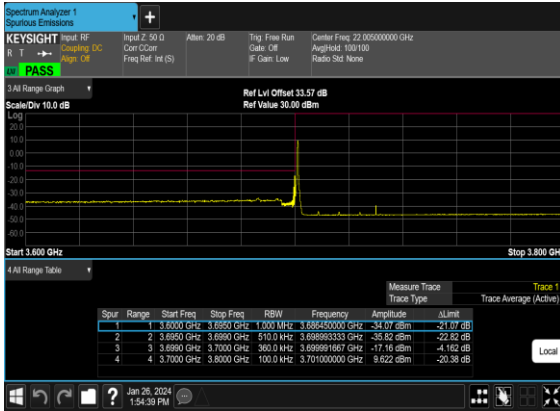 Spectrum Analyzer 1
Spurious Emissions
+
KEYSIGHT
R T
LNI PASS
Input: RF
Coupling: DC
Align: Off
Input Z: 50 Ω
Corr CCorr
Freq Ref: Int (S)
Atten: 20 dB
Trig: Free Run
Gate: Off
IF Gain: Low
Center Freq: 22.005000000 GHz
Avg|Hold: 100/100
Radio Std: None
3 All Range Graph
Scale/Div 10.0 dB
Ref Lvl Offset 33.57 dB
Ref Value 30.00 dBm
Log
20.0
10.0
0.00
-10.0
-20.0
-30.0
-40.0
-50.0
-60.0
Start 3.600 GHz
Stop 3.800 GH
4 All Range Table
Measure Trace Trace 1
Trace Type Trace Average (Active)
Spur Range Start Freq Stop Freq RBW Frequency Amplitude ΔLimit
1 1 3.6000 GHz 3.6950 GHz 1.000 MHz 3.686450000 GHz -34.07 dBm -21.07 dB
2 2 3.6950 GHz 3.6990 GHz 510.0 kHz 3.698993333 GHz -35.82 dBm -22.82 dB
3 3 3.6990 GHz 3.7000 GHz 360.0 kHz 3.699991667 GHz -17.16 dBm -4.162 dB
4 4 3.7000 GHz 3.8000 GHz 100.0 kHz 3.701000000 GHz 9.622 dBm -20.38 dB
Local
?
Jan 26, 2024
1:54:39 PM